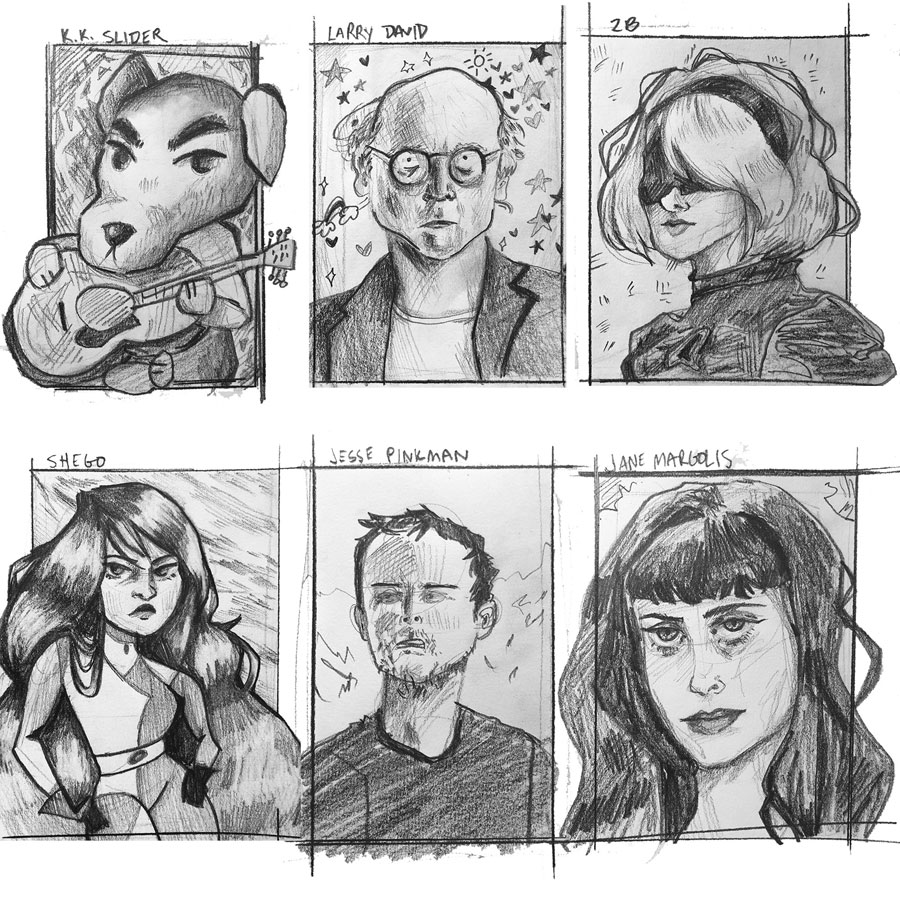 K.K. SLIDER
LARRY DAVID
2B
SHEGO
JESSE PINKMAN
JANE MARGOLIS